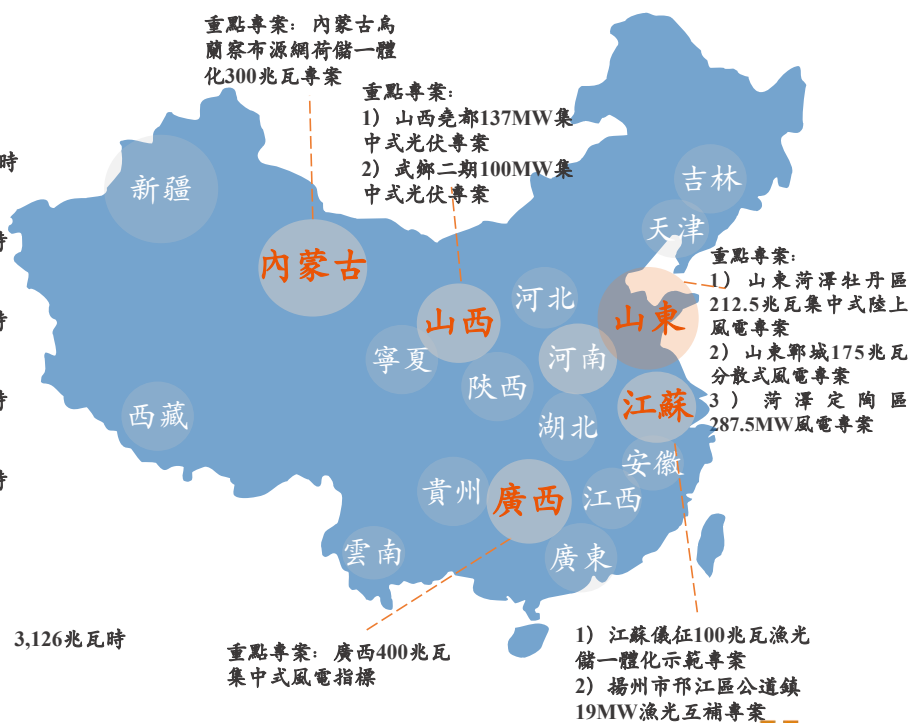 重點專案：內蒙古烏
蘭察布源網荷儲一體
化300兆瓦專案
重點專案：
1）山西堯都137MW集
中式光伏專案
2）武鄉二期100MW集
中式光伏專案
時
新疆
吉林
時
天津
內蒙古
重點專案：
1）山東菏澤牡丹區
212.5兆瓦集中式陸上
風電專案
2）山東鄆城175兆瓦
分散式風電專案
3）菏澤定陶區
287.5MW風電專案
河北
時
山西
山東
寧夏
河南
陝西
時
西藏
江蘇
湖北
安徽
時
貴州
廣西
江西
雲南
廣東
3,126兆瓦時
重點專案：廣西400兆瓦
集中式風電指標
1）江蘇儀征100兆瓦漁光
儲一體化示範專案
2）揚州市邗江區公道鎮
19MW漁光互補專案